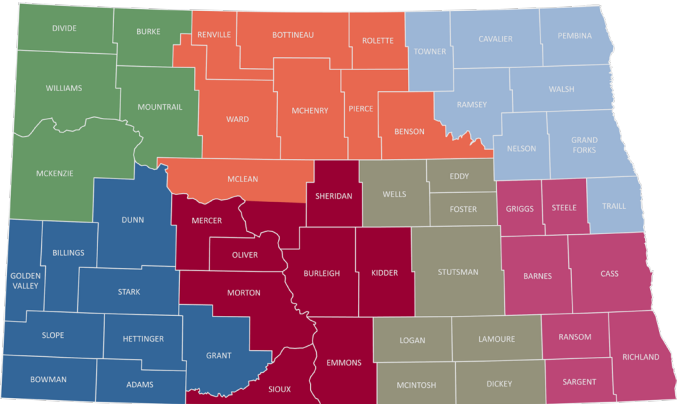 DIVIDE
BURKE
RENVILLE
BOTTINEAU
ROLETTE
TOWNER
CAVALIER
PEMBINA
WILLIAMS
MOUNTRAIL
WARD
MCHENRY
PIERCE
BENSON
RAMSEY
WALSH
NELSON
GRAND
FORKS
MCKENZIE
MCLEAN
SHERIDAN
WELLS
EDDY
FOSTER
GRIGGS
STEELE
TRAILL
DUNN
MERCER
OLIVER
BILLINGS
GOLDEN
VALLEY
STARK
MORTON
BURLEIGH
KIDDER
STUTSMAN
BARNES
CASS
SLOPE
HETTINGER
GRANT
EMMONS
LOGAN
LAMOURE
RANSOM
RICHLAND
BOWMAN
ADAMS
SIOUX
MCINTOSH
DICKEY
SARGENT